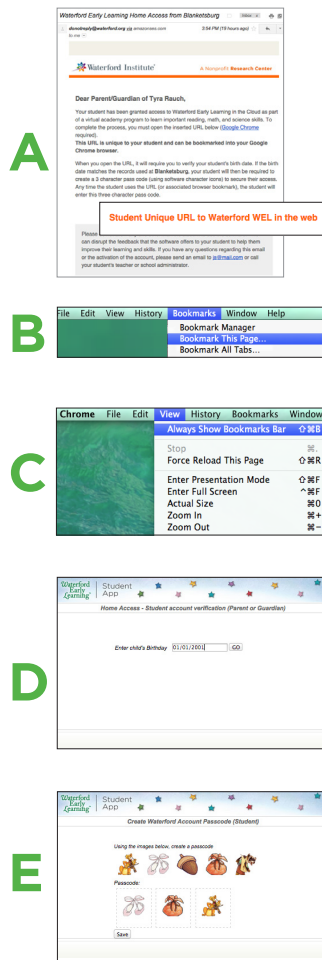 Waterford Early Learning Home Access from Blanketsburg
Inbox x
donotreply@waterford.org via amazonses.com
3:54 PM (19 hours ago)
to me
A
Waterford Institute
A Nonprofit Research Center
Dear Parent/Guardian of Tyra Rauch,
Your student has been granted access to Waterford Early Learning in the Cloud as part
of a virtual academy program to learn important reading, math, and science skills. To
complete the process, you must open the inserted URL below (Google Chrome
required).
This URL is unique to your student and can be bookmarked into your Google
Chrome browser.
When you open the URL, it will require you to verify your student's birth date. If the birth
date matches the records used at Blanketsburg, your student will then be required to
create a 3 character pass code (using software character icons) to secure their access.
Any time the student uses the URL (or associated browser bookmark), the student will
enter this three character pass code.
Student Unique URL to Waterford WEL in the web
Please
can disrupt the feedback that the software offers to your student to help them
improve their learning and skills. If you have any questions regarding this email
or the activation of the account, please send an email to jp@mail.com or call
your student's teacher or school administrator.
B
File Edit View History Bookmarks Window Help
Bookmark Manager
Bookmark This Page...
Bookmark All Tabs...
C
Chrome File Edit View History Bookmarks Window
Always Show Bookmarks Bar ⇧⌘B
Stop ⌘.
Force Reload This Page ⇧⌘R
Enter Presentation Mode ⇧⌘F
Enter Full Screen ^⌘F
Actual Size ⌘0
Zoom In ⌘+
Zoom Out ⌘-
D
Waterford Early Learning
Student App
Home Access - Student account verification (Parent or Guardian)
Enter child's Birthday 01/01/2001 GO
E
Waterford Early Learning
Student App
Create Waterford Account Passcode (Student)
Using the images below, create a passcode
Passcode:
Save